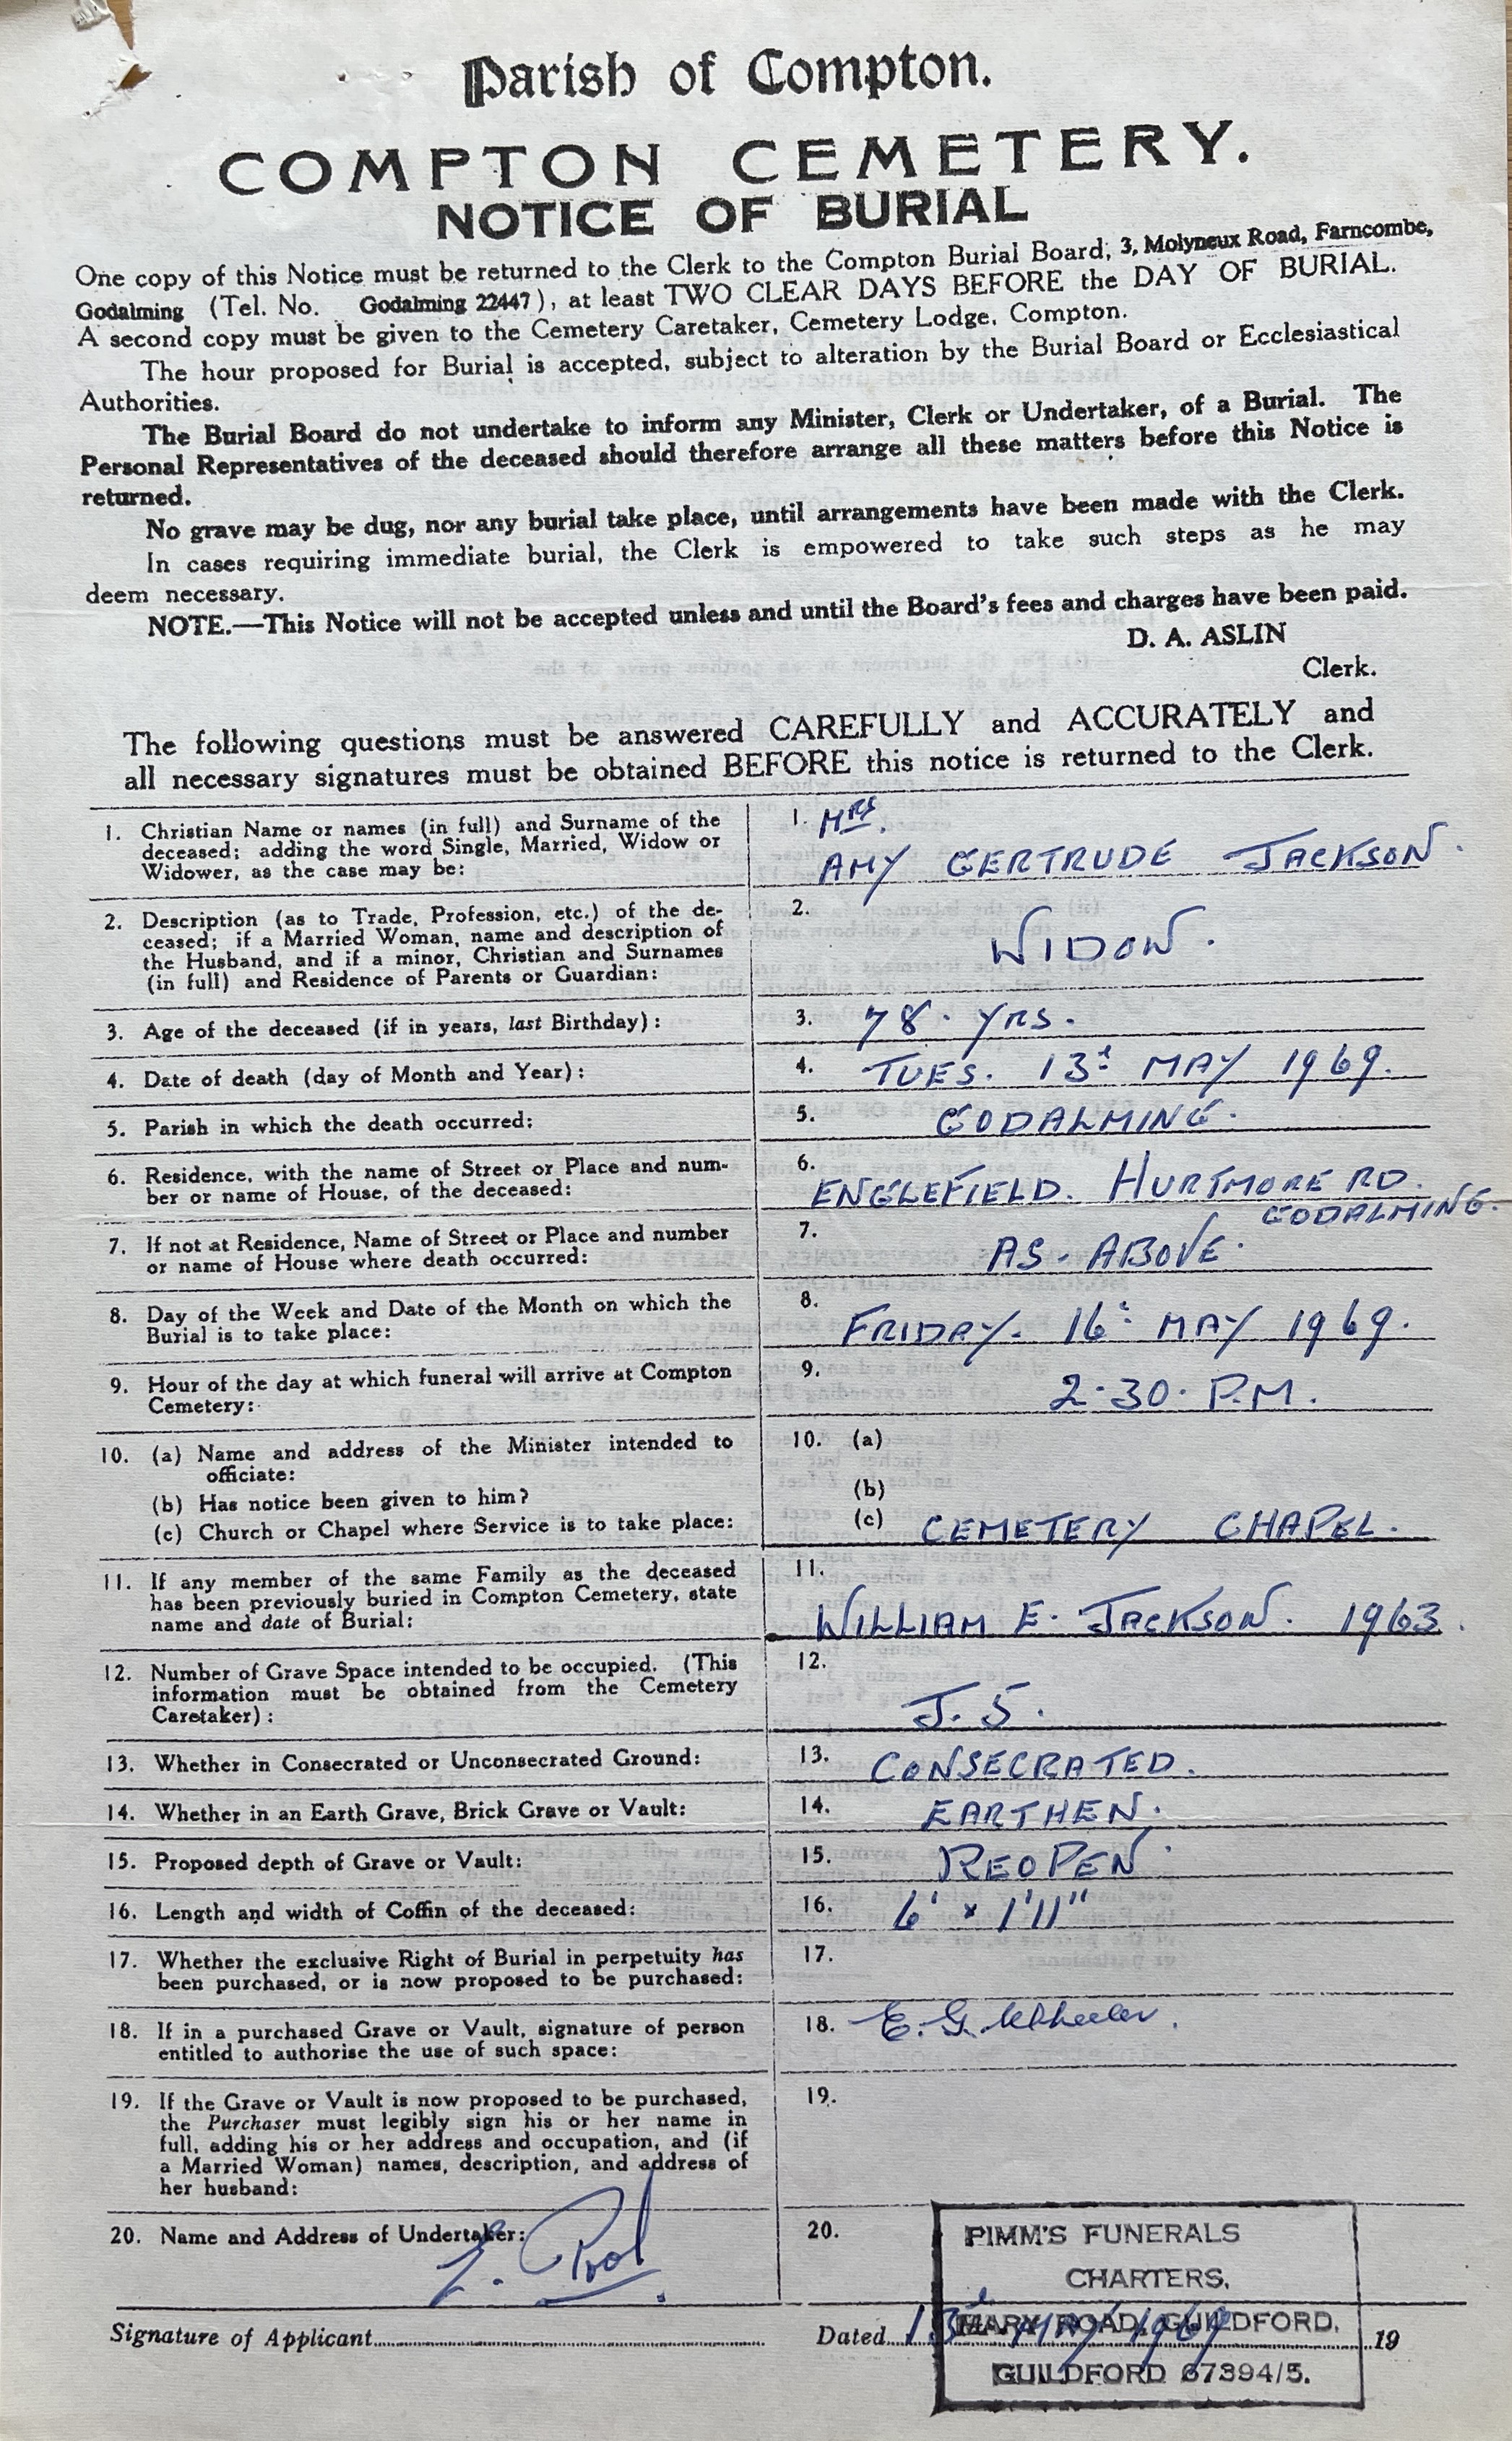 Parish of Compton.
COMPTON CEMETERY.
NOTICE OF BURIAL
One copy of this Notice must be returned to the Clerk to the Compton Burial Board, 3, Molyneux Road, Farncombe,
Godalming (Tel. No. Godalming 22447), at least TWO CLEAR DAYS BEFORE the DAY OF BURIAL.
A second copy must be given to the Cemetery Caretaker, Cemetery Lodge, Compton.
The hour proposed for Burial is accepted, subject to alteration by the Burial Board or Ecclesiastical
Authorities.
The Burial Board do not undertake to inform any Minister, Clerk or Undertaker, of a Burial. The
Personal Representatives of the deceased should therefore arrange all these matters before this Notice is
returned.
No grave may be dug, nor any burial take place, until arrangements have been made with the Clerk.
In cases requiring immediate burial, the Clerk is empowered to take such steps as he may
deem necessary.
NOTE.—This Notice will not be accepted unless and until the Board's fees and charges have been paid.
D. A. ASLIN
Clerk.
The following questions must be answered CAREFULLY and ACCURATELY and
all necessary signatures must be obtained BEFORE this notice is returned to the Clerk.
1. Christian Name or names (in full) and Surname of the
deceased; adding the word Single, Married, Widow or
Widower, as the case may be:
1. MRS.
AMY GERTRUDE JACKSON.
2. Description (as to Trade, Profession, etc.) of the de-
ceased; if a Married Woman, name and description of
the Husband, and if a minor, Christian and Surnames
(in full) and Residence of Parents or Guardian:
2. WIDOW.
3. Age of the deceased (if in years, last Birthday):
3. 78. YRS.
4. Date of death (day of Month and Year):
4. TUES. 13th MAY 1969.
5. Parish in which the death occurred:
5. GODALMING.
6. Residence, with the name of Street or Place and num-
ber or name of House, of the deceased:
6. ENGLEFIELD. HURTMORE RD.
GODALMING.
7. If not at Residence, Name of Street or Place and number
or name of House where death occurred:
7. AS - ABOVE.
8. Day of the Week and Date of the Month on which the
Burial is to take place:
8. FRIDAY. 16: MAY 1969.
9. Hour of the day at which funeral will arrive at Compton
Cemetery:
9. 2.30. P.M.
10. (a) Name and address of the Minister intended to
officiate:
(b) Has notice been given to him?
(c) Church or Chapel where Service is to take place:
10. (a)
(b)
(c) CEMETERY CHAPEL.
11. If any member of the same Family as the deceased
has been previously buried in Compton Cemetery, state
name and date of Burial:
11. WILLIAM E. JACKSON. 1963.
12. Number of Grave Space intended to be occupied. (This
information must be obtained from the Cemetery
Caretaker):
12. J. 5.
13. Whether in Consecrated or Unconsecrated Ground:
13. CONSECRATED.
14. Whether in an Earth Grave, Brick Grave or Vault:
14. EARTHEN.
15. Proposed depth of Grave or Vault:
15. REOPEN.
16. Length and width of Coffin of the deceased:
16. 6' x 1'11"
17. Whether the exclusive Right of Burial in perpetuity has
been purchased, or is now proposed to be purchased:
17.
18. If in a purchased Grave or Vault, signature of person
entitled to authorise the use of such space:
18. E. G. Wheeler.
19. If the Grave or Vault is now proposed to be purchased,
the Purchaser must legibly sign his or her name in
full, adding his or her address and occupation, and (if
a Married Woman) names, description, and address of
her husband:
19.
20. Name and Address of Undertaker:
20. PIMM'S FUNERALS
CHARTERS,
MARY ROAD, GUILDFORD.
GUILDFORD 67394/5.
Signature of Applicant
Dated 13th MAY 1969 19